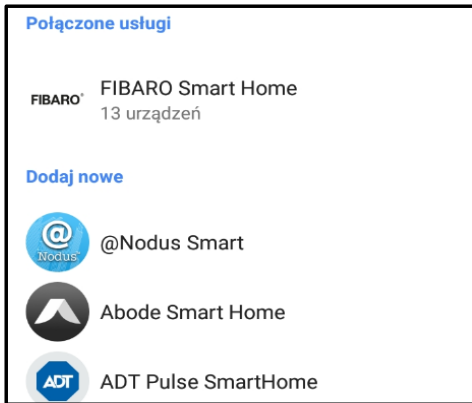 Połączone usługi
FIBARO
FIBARO Smart Home
13 urządzeń
Dodaj nowe
@
Nodus
@Nodus Smart
Abode Smart Home
ADT
ADT Pulse SmartHome